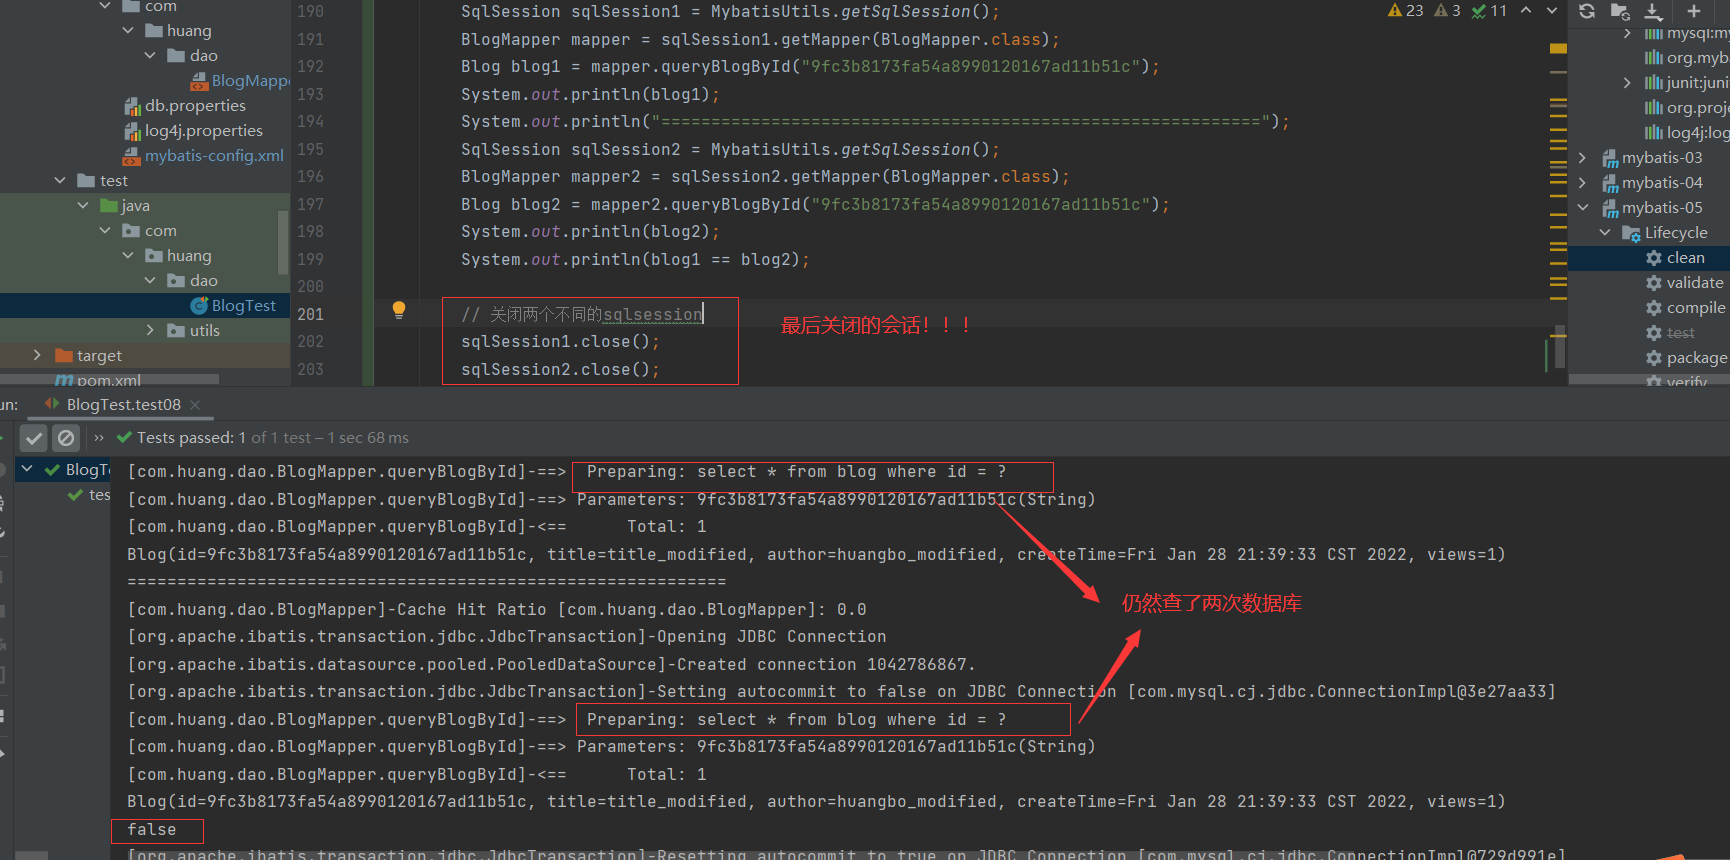 com
huang
dao
BlogMappe
db.properties
log4j.properties
mybatis-config.xml
test
java
com
huang
dao
BlogTest
utils
target
pom.xml
190 SqlSession sqlSession1 = MybatisUtils.getSqlSession();
191 BlogMapper mapper = sqlSession1.getMapper(BlogMapper.class);
192 Blog blog1 = mapper.queryBlogById("9fc3b8173fa54a8990120167ad11b51c");
193 System.out.println(blog1);
194 System.out.println("============================================================");
195 SqlSession sqlSession2 = MybatisUtils.getSqlSession();
196 BlogMapper mapper2 = sqlSession2.getMapper(BlogMapper.class);
197 Blog blog2 = mapper2.queryBlogById("9fc3b8173fa54a8990120167ad11b51c");
198 System.out.println(blog2);
199 System.out.println(blog1 == blog2);
200
201 // 关闭两个不同的sqlsession
202 sqlSession1.close();
203 sqlSession2.close();
最后关闭的会话！！！
23 3 11
mysql:my
org.myba
junit:juni
org.proje
log4j:log
mybatis-03
mybatis-04
mybatis-05
Lifecycle
clean
validate
compile
test
package
verify
un: BlogTest.test08
Tests passed: 1 of 1 test – 1 sec 68 ms
BlogT
tes
[com.huang.dao.BlogMapper.queryBlogById]-==> Preparing: select * from blog where id = ?
[com.huang.dao.BlogMapper.queryBlogById]-==> Parameters: 9fc3b8173fa54a8990120167ad11b51c(String)
[com.huang.dao.BlogMapper.queryBlogById]-<== Total: 1
Blog(id=9fc3b8173fa54a8990120167ad11b51c, title=title_modified, author=huangbo_modified, createTime=Fri Jan 28 21:39:33 CST 2022, views=1)
============================================================
[com.huang.dao.BlogMapper]-Cache Hit Ratio [com.huang.dao.BlogMapper]: 0.0
[org.apache.ibatis.transaction.jdbc.JdbcTransaction]-Opening JDBC Connection
[org.apache.ibatis.datasource.pooled.PooledDataSource]-Created connection 1042786867.
[org.apache.ibatis.transaction.jdbc.JdbcTransaction]-Setting autocommit to false on JDBC Connection [com.mysql.cj.jdbc.ConnectionImpl@3e27aa33]
[com.huang.dao.BlogMapper.queryBlogById]-==> Preparing: select * from blog where id = ?
[com.huang.dao.BlogMapper.queryBlogById]-==> Parameters: 9fc3b8173fa54a8990120167ad11b51c(String)
[com.huang.dao.BlogMapper.queryBlogById]-<== Total: 1
Blog(id=9fc3b8173fa54a8990120167ad11b51c, title=title_modified, author=huangbo_modified, createTime=Fri Jan 28 21:39:33 CST 2022, views=1)
false
[org.apache.ibatis.transaction.jdbc.JdbcTransaction]-Resetting autocommit to true on JDBC Connection [com.mysql.cj.jdbc.ConnectionImpl@729d991e]
仍然查了两次数据库